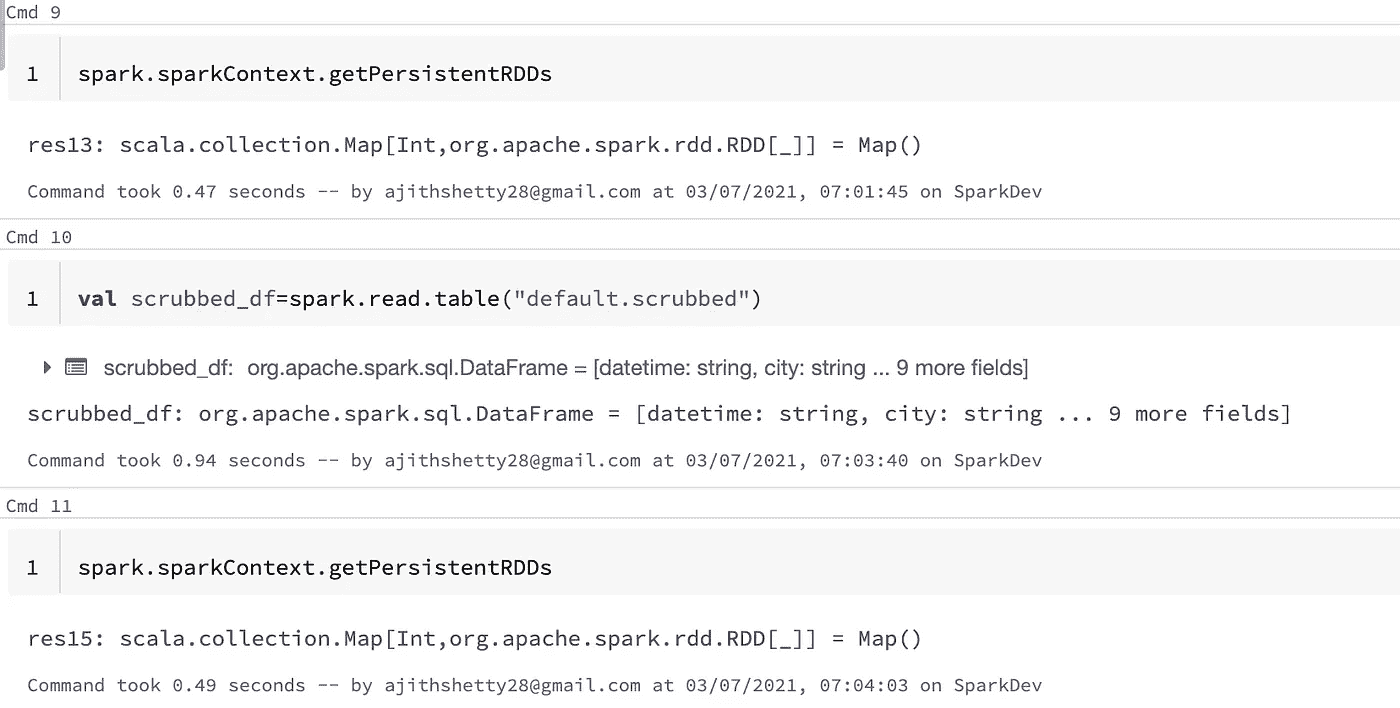 Cmd 9
1 spark.sparkContext.getPersistentRDDs
res13: scala.collection.Map[Int,org.apache.spark.rdd.RDD[_]] = Map()
Command took 0.47 seconds -- by ajithshetty28@gmail.com at 03/07/2021, 07:01:45 on SparkDev
Cmd 10
1 val scrubbed_df=spark.read.table("default.scrubbed")
scrubbed_df: org.apache.spark.sql.DataFrame = [datetime: string, city: string ... 9 more fields]
scrubbed_df: org.apache.spark.sql.DataFrame = [datetime: string, city: string ... 9 more fields]
Command took 0.94 seconds -- by ajithshetty28@gmail.com at 03/07/2021, 07:03:40 on SparkDev
Cmd 11
1 spark.sparkContext.getPersistentRDDs
res15: scala.collection.Map[Int,org.apache.spark.rdd.RDD[_]] = Map()
Command took 0.49 seconds -- by ajithshetty28@gmail.com at 03/07/2021, 07:04:03 on SparkDev